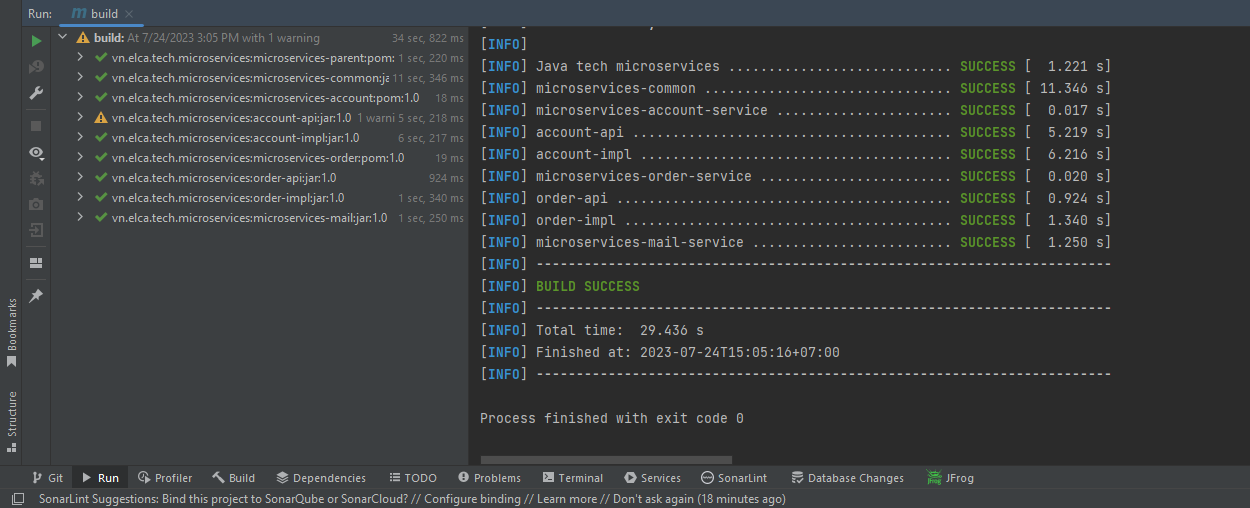 Run: build
build: At 7/24/2023 3:05 PM with 1 warning 34 sec, 822 ms
vn.elca.tech.microservices:microservices-parent:pom: 1 sec, 220 ms
vn.elca.tech.microservices:microservices-common:ja 11 sec, 346 ms
vn.elca.tech.microservices:microservices-account:pom:1.0 18 ms
vn.elca.tech.microservices:account-api:jar:1.0 1 warni 5 sec, 218 ms
vn.elca.tech.microservices:account-impl:jar:1.0 6 sec, 217 ms
vn.elca.tech.microservices:microservices-order:pom:1.0 19 ms
vn.elca.tech.microservices:order-api:jar:1.0 924 ms
vn.elca.tech.microservices:order-impl:jar:1.0 1 sec, 340 ms
vn.elca.tech.microservices:microservices-mail:jar:1.0 1 sec, 250 ms
[INFO]
[INFO] Java tech microservices ............................ SUCCESS [  1.221 s]
[INFO] microservices-common ............................... SUCCESS [ 11.346 s]
[INFO] microservices-account-service ...................... SUCCESS [  0.017 s]
[INFO] account-api ........................................ SUCCESS [  5.219 s]
[INFO] account-impl ....................................... SUCCESS [  6.216 s]
[INFO] microservices-order-service ........................ SUCCESS [  0.020 s]
[INFO] order-api .......................................... SUCCESS [  0.924 s]
[INFO] order-impl ......................................... SUCCESS [  1.340 s]
[INFO] microservices-mail-service ......................... SUCCESS [  1.250 s]
[INFO] ------------------------------------------------------------------------
[INFO] BUILD SUCCESS
[INFO] ------------------------------------------------------------------------
[INFO] Total time:  29.436 s
[INFO] Finished at: 2023-07-24T15:05:16+07:00
[INFO] ------------------------------------------------------------------------
Process finished with exit code 0
Bookmarks
Structure
Git Run Profiler Build Dependencies TODO Problems Terminal Services SonarLint Database Changes JFrog
SonarLint Suggestions: Bind this project to SonarQube or SonarCloud? // Configure binding // Learn more // Don't ask again (18 minutes ago)